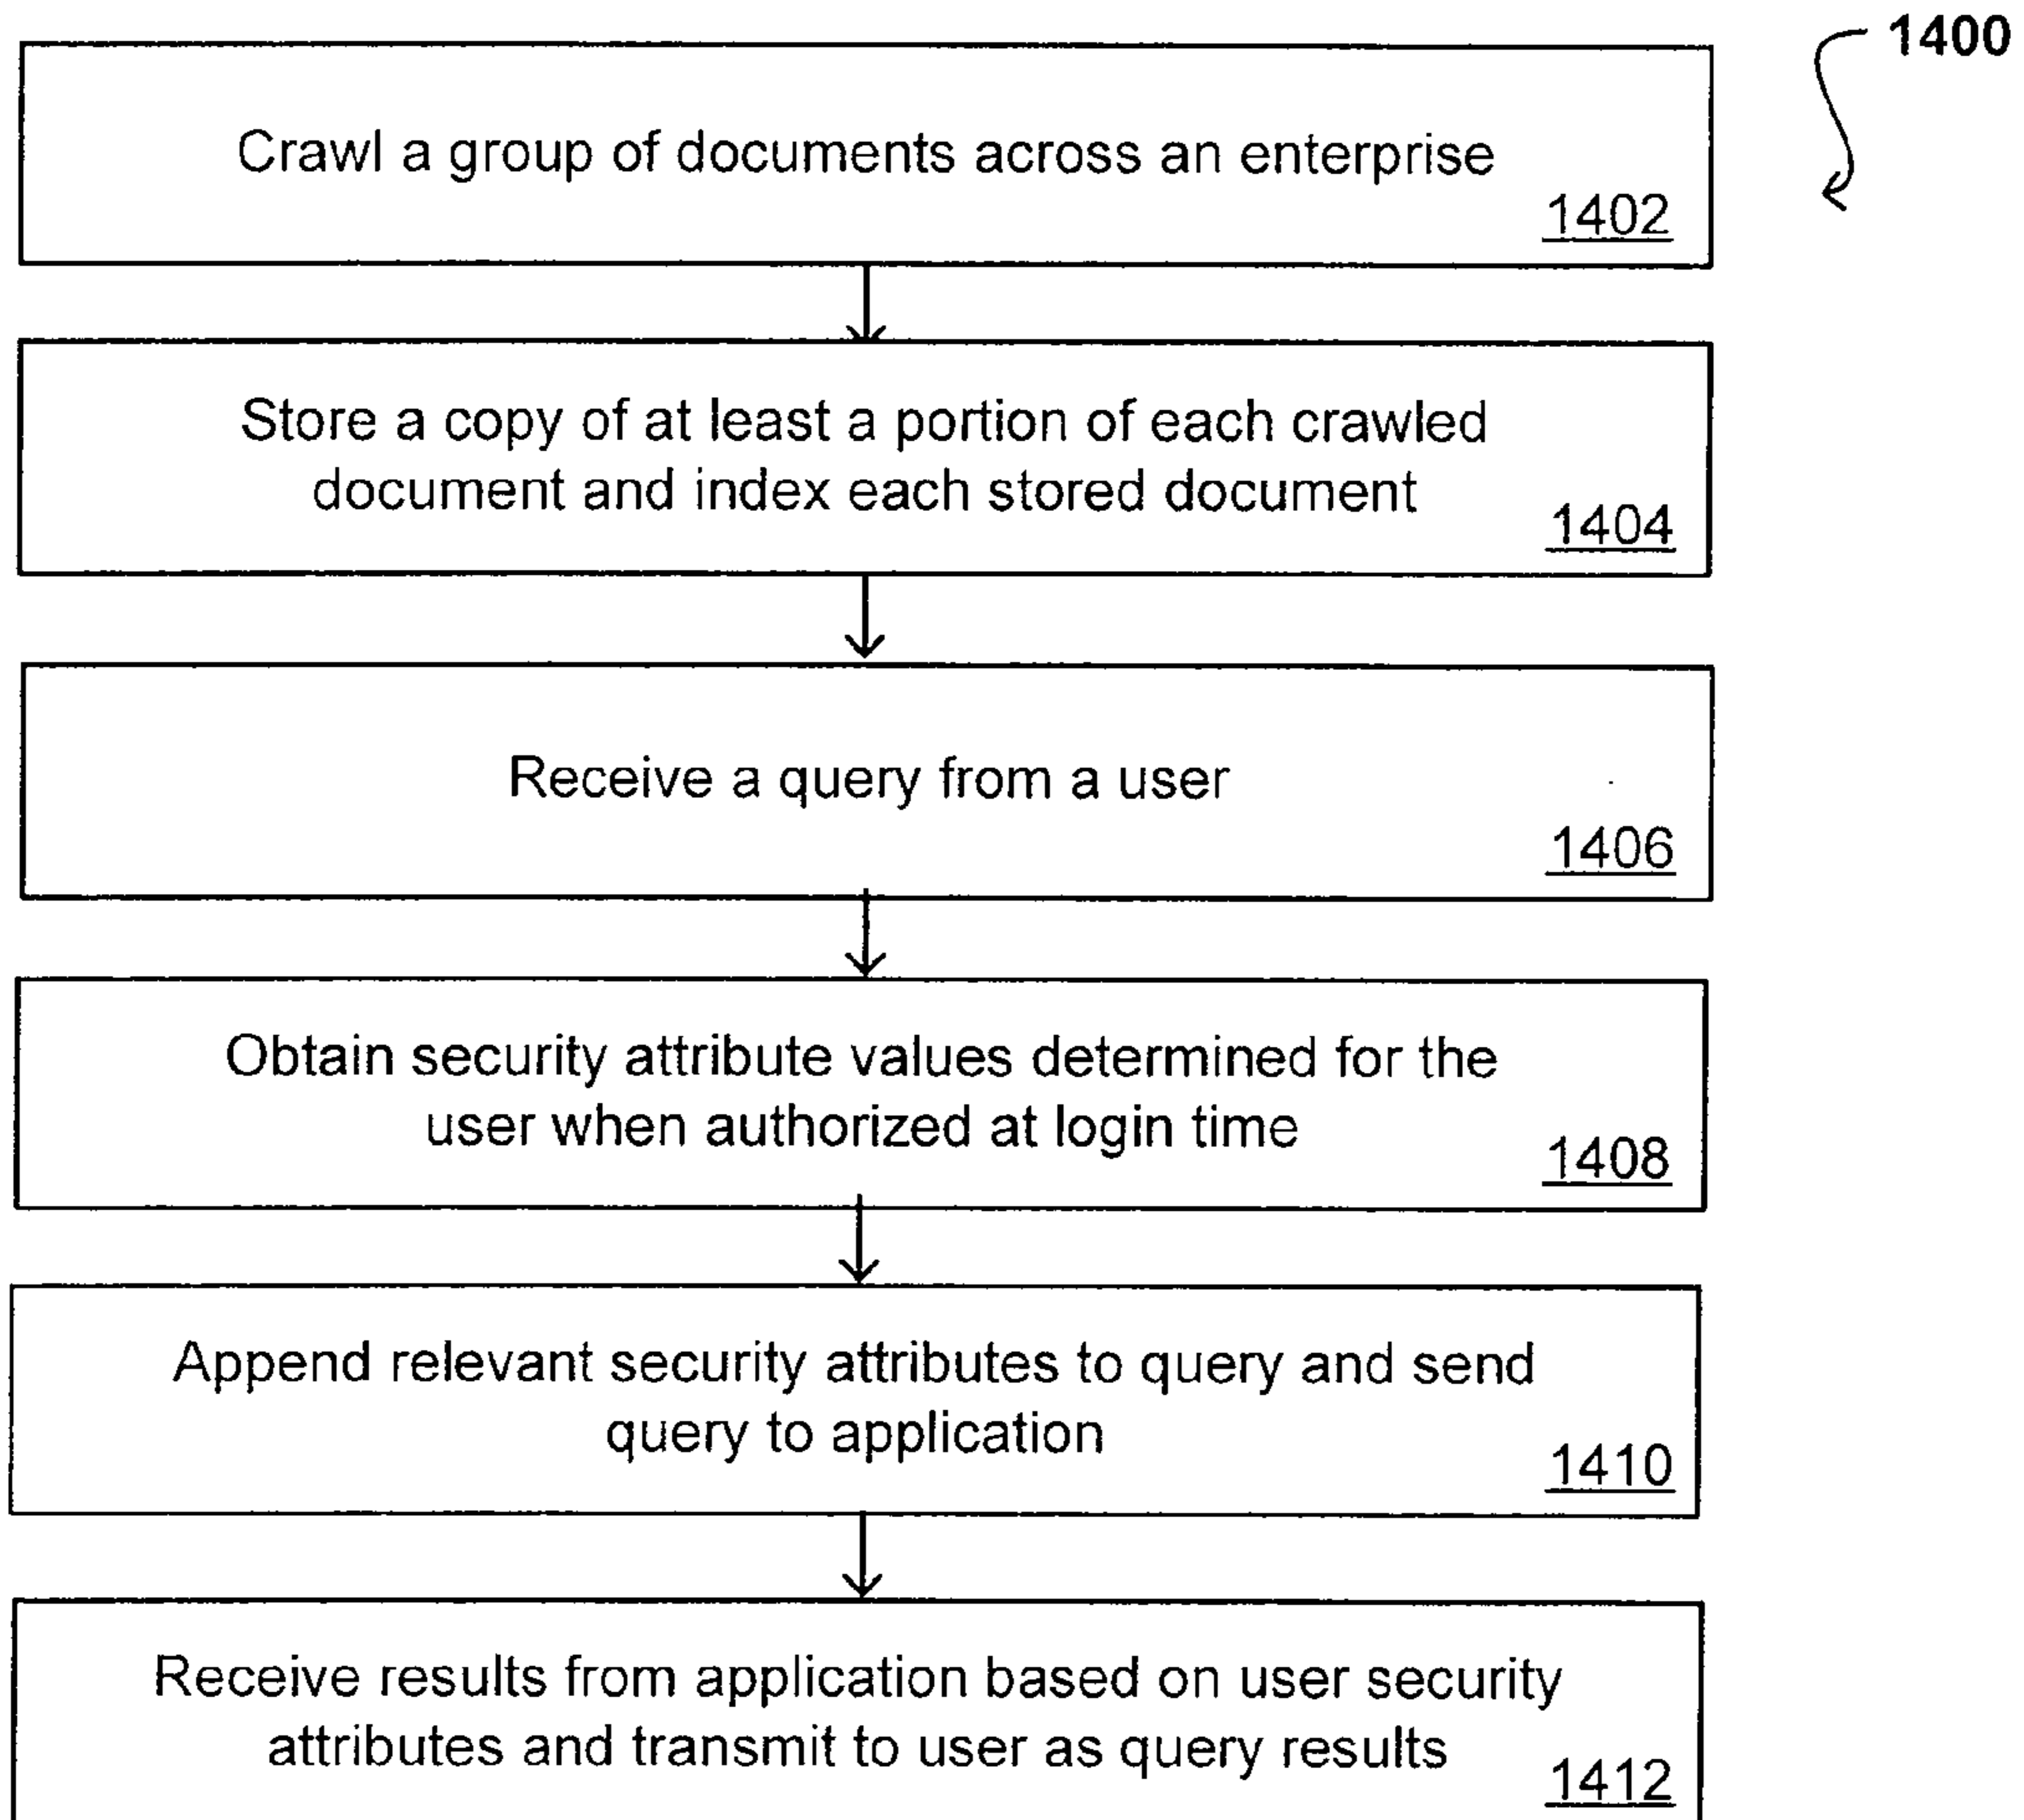 1400
Crawl a group of documents across an enterprise
1402
Store a copy of at least a portion of each crawled
document and index each stored document
1404
Receive a query from a user
1406
Obtain security attribute values determined for the
user when authorized at login time
1408
Append relevant security attributes to query and send
query to application
1410
Receive results from application based on user security
attributes and transmit to user as query results
1412